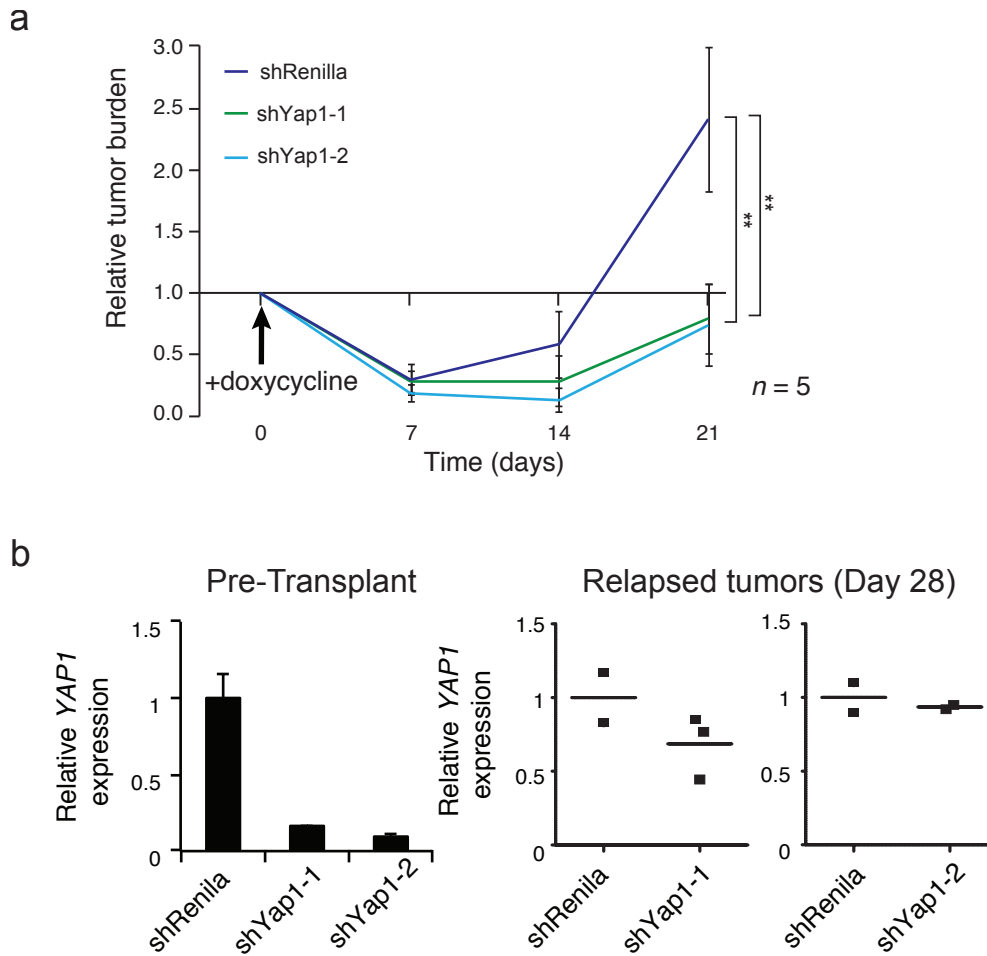 a
Relative tumor burden
3.0
2.5
2.0
1.5
1.0
0.5
0.0
shRenilla
shYap1-1
shYap1-2
+doxycycline
**
**
n = 5
0 7 14 21
Time (days)
b
Pre-Transplant
Relative YAP1
expression
1.5
1
0.5
0
shRenila
shYap1-1
shYap1-2
Relapsed tumors (Day 28)
Relative YAP1
expression
1.5
1
0.5
0
shRenila
shYap1-1
1.5
1
0.5
0
shRenila
shYap1-2